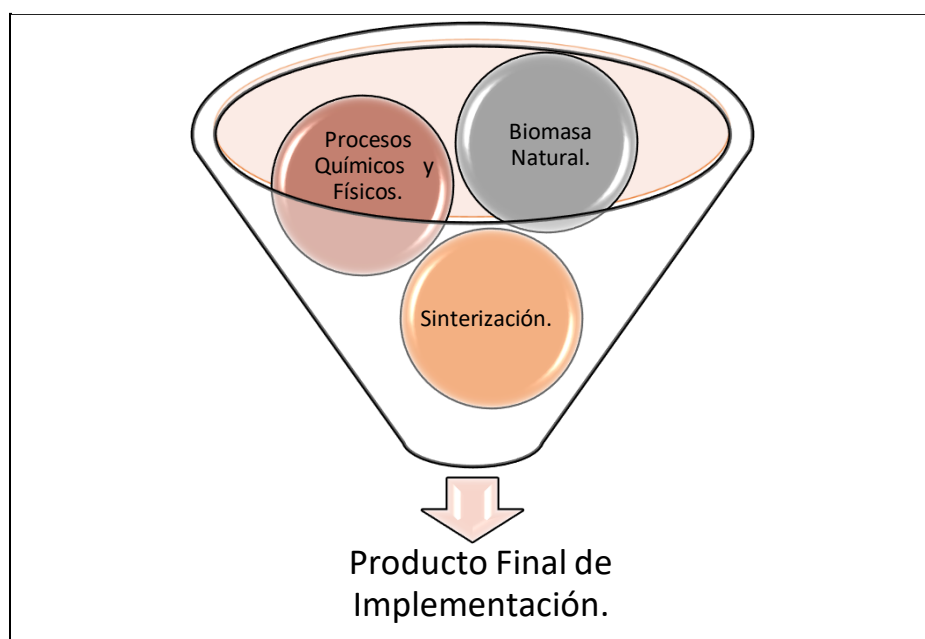 Procesos
Químicos y
Físicos.
Biomasa
Natural.
Sinterización.
Producto Final de
Implementación.